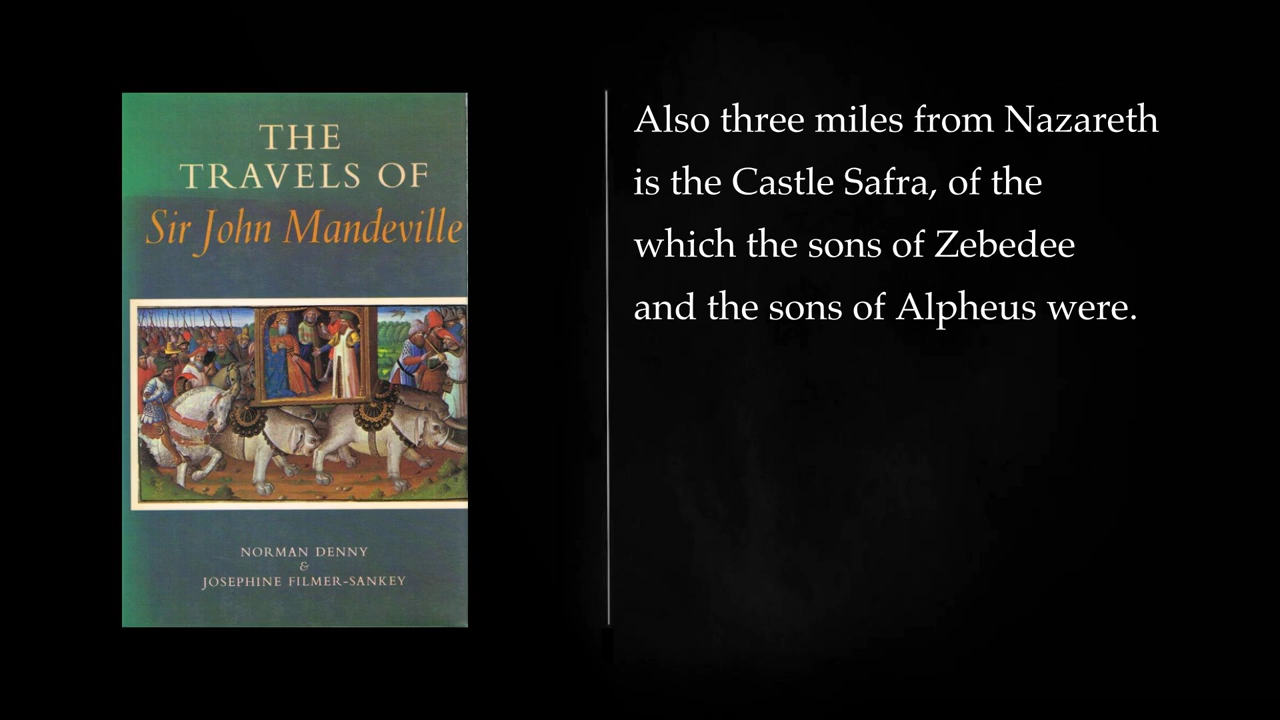 THE
TRAVELS OF
Sir John Mandeville
NORMAN DENNY
&
JOSEPHINE FILMER-SANKEY
Also three miles from Nazareth
is the Castle Safra, of the
which the sons of Zebedee
and the sons of Alpheus were.